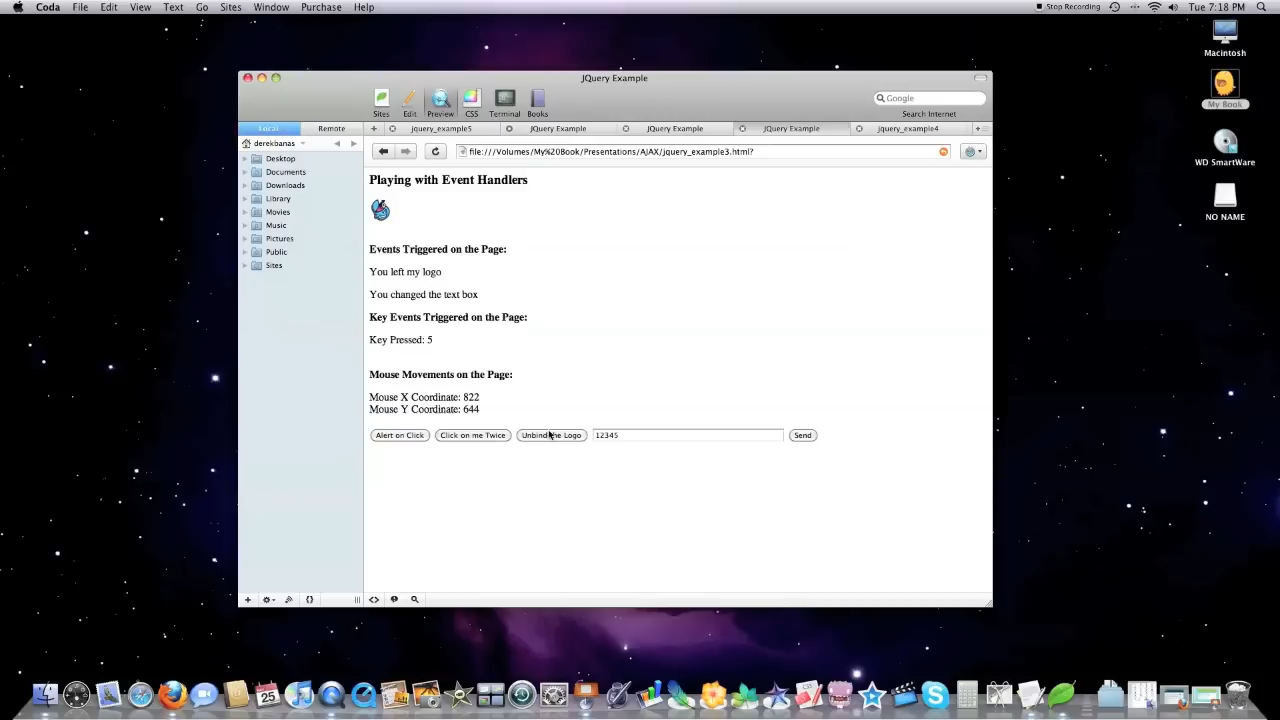 Coda File Edit View Text Go Sites Window Purchase Help
Stop Recording Tue 7:18 PM
JQuery Example
Sites Edit Preview CSS Terminal Books
Google
Search Internet
Local Remote
jquery_example5 JQuery Example JQuery Example JQuery Example jquery_example4
derekbanas
file:///Volumes/My%20Book/Presentations/AJAX/jquery_example3.html?
Desktop
Documents
Downloads
Library
Movies
Music
Pictures
Public
Sites
Playing with Event Handlers
Events Triggered on the Page:
You left my logo
You changed the text box
Key Events Triggered on the Page:
Key Pressed: 5
Mouse Movements on the Page:
Mouse X Coordinate: 822
Mouse Y Coordinate: 644
Alert on Click Click on me Twice Unbind the Logo 12345 Send
Macintosh
My Book
WD SmartWare
NO NAME
25